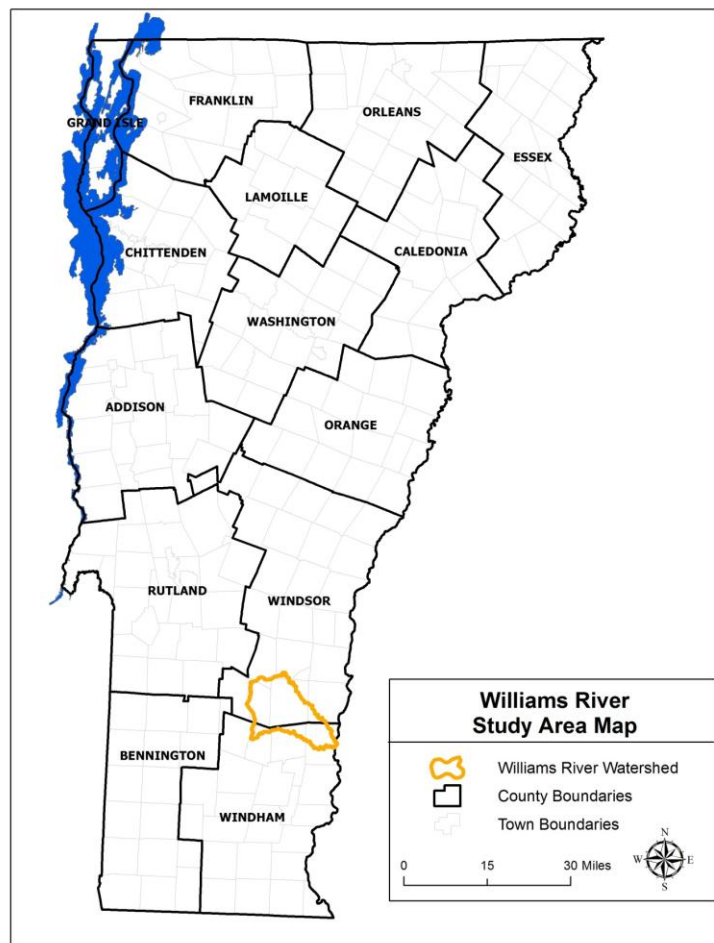 FRANKLIN
ORLEANS
GRAND ISLE
ESSEX
LAMOILLE
CHITTENDEN
CALEDONIA
WASHINGTON
ADDISON
ORANGE
RUTLAND
WINDSOR
BENNINGTON
WINDHAM
Williams River
Study Area Map
Williams River Watershed
County Boundaries
Town Boundaries
0 15 30 Miles
N
W E
S